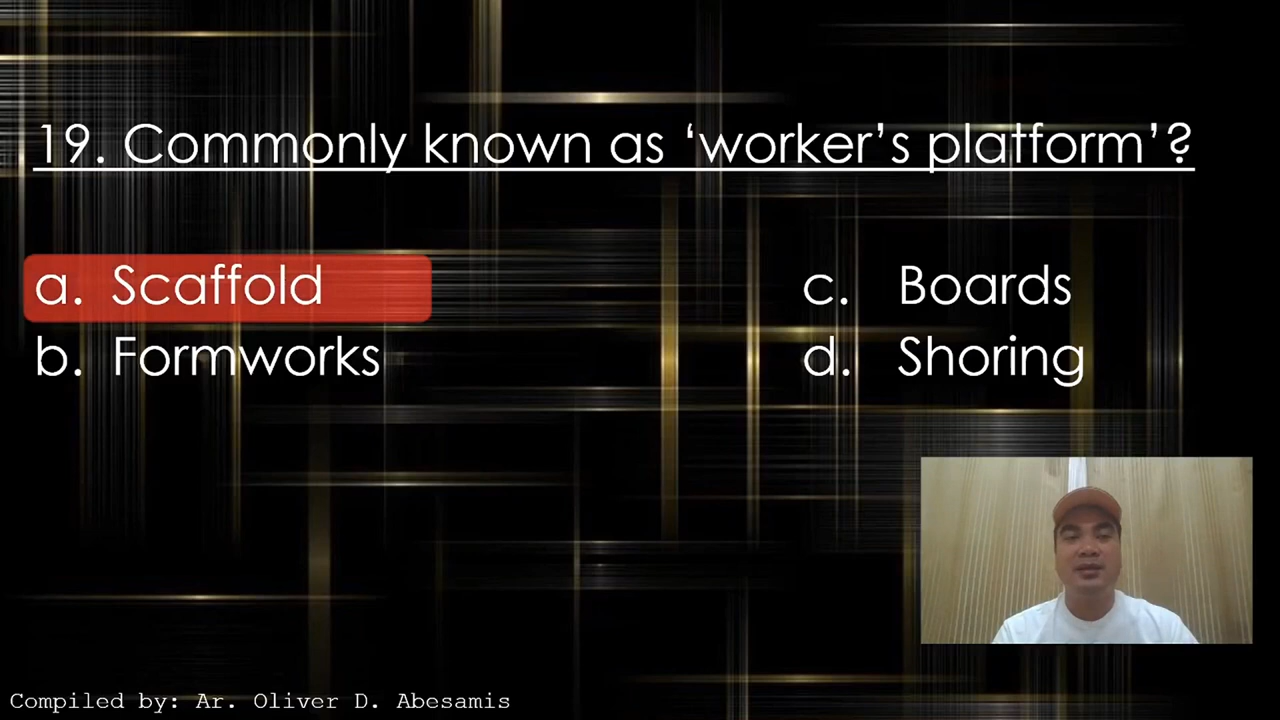 19. Commonly known as ‘worker’s platform’?
a. Scaffold
b. Formworks
c. Boards
d. Shoring
Compiled by: Ar. Oliver D. Abesamis